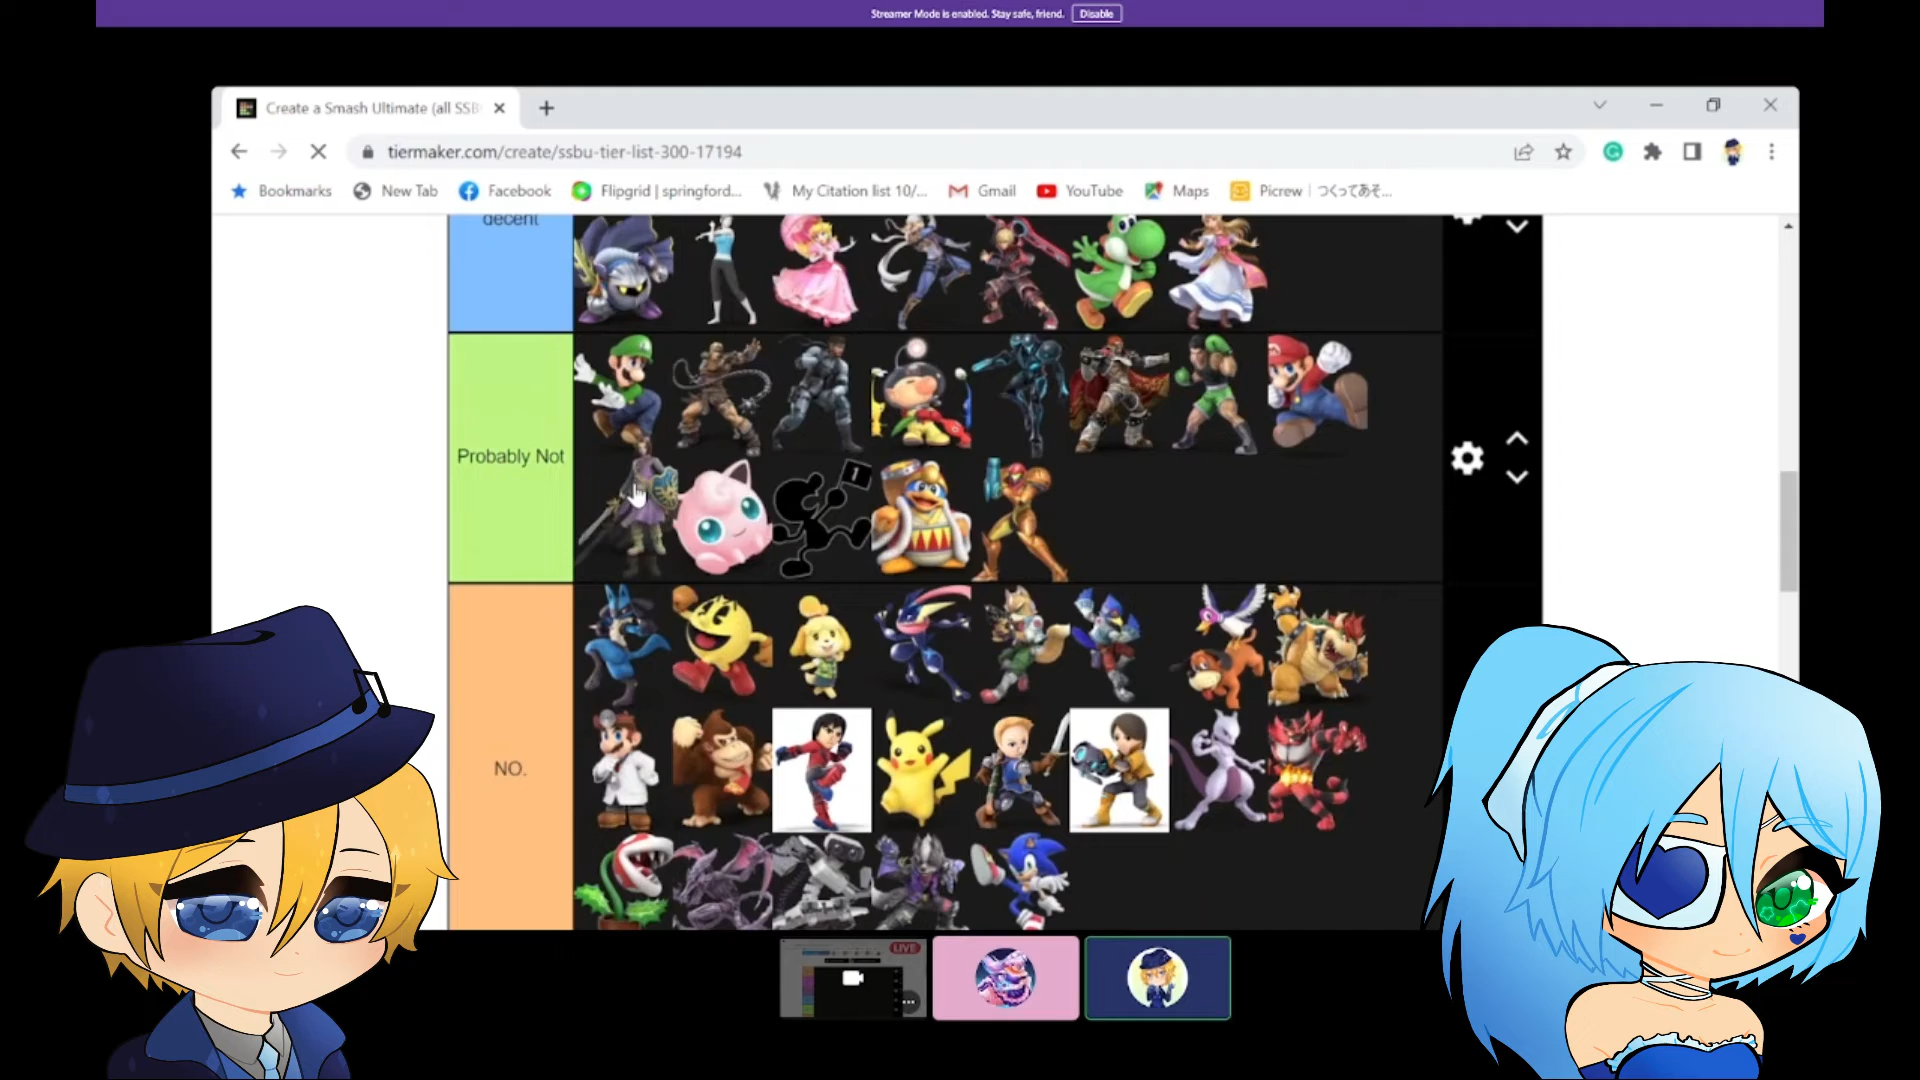 Streamer Mode is enabled. Stay safe, friend. Disable
Create a Smash Ultimate (all SSB
tiermaker.com/create/ssbu-tier-list-300-17194
Bookmarks New Tab Facebook Flipgrid | springford... My Citation list 10/... Gmail YouTube Maps Picrew | つくってあそ...
decent
Probably Not
1
NO.
LIVE